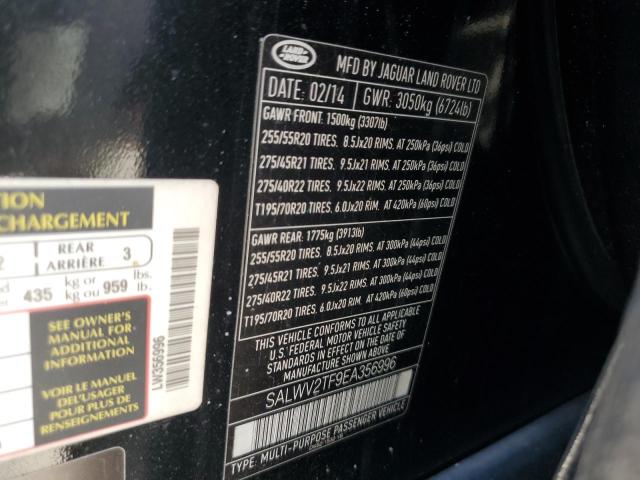 LAND ROVER
MFD BY JAGUAR LAND ROVER LTD
DATE: 02/14 GWR: 3050kg (6724lb)
GAWR FRONT: 1500kg (3307lb)
255/55R20 TIRES. 8.5Jx20 RIMS. AT 250kPa (36psi) COLD
275/45R21 TIRES. 9.5Jx21 RIMS. AT 250kPa (36psi) COLD
275/40R22 TIRES. 9.5Jx22 RIMS. AT 250kPa (36psi) COLD
T195/70R20 TIRES. 6.0Jx20 RIM. AT 420kPa (60psi) COLD
GAWR REAR: 1775kg (3913lb)
255/55R20 TIRES. 8.5Jx20 RIMS. AT 300kPa (44psi) COLD
275/45R21 TIRES. 9.5Jx21 RIMS. AT 300kPa (44psi) COLD
275/40R22 TIRES. 9.5Jx22 RIMS. AT 300kPa (44psi) COLD
T195/70R20 TIRES. 6.0Jx20 RIM. AT 420kPa (60psi) COLD
THIS VEHICLE CONFORMS TO ALL APPLICABLE
U.S. FEDERAL MOTOR VEHICLE SAFETY
STANDARDS IN EFFECT ON THE DATE OF
MANUFACTURE SHOWN ABOVE.
SALWV2TF9EA356996
TYPE: MULTI-PURPOSE PASSENGER VEHICLE
CHARGEMENT
2 REAR ARRIÈRE 3
435 kg or kg ou 959 lbs. lb.
SEE OWNER'S
MANUAL FOR
ADDITIONAL
INFORMATION
VOIR LE MANUEL
DE L'USAGER
POUR PLUS DE
RENSEIGNEMENTS
LW356996